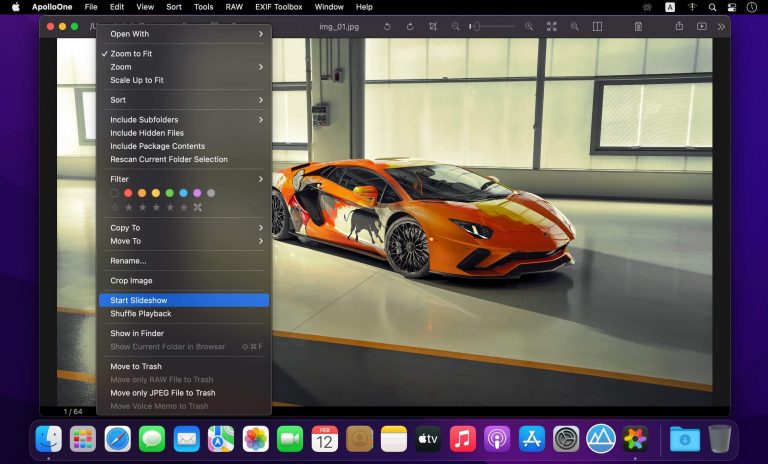 ApolloOne File Edit View Sort Tools RAW EXIF Toolbox Window Help A
img_01.jpg EXIF
Open With
Zoom to Fit
Zoom
Scale Up to Fit
Sort
Include Subfolders
Include Hidden Files
Include Package Contents
Rescan Current Folder Selection
Filter
Copy To
Move To
Rename...
Crop Image
Start Slideshow
Shuffle Playback
Show in Finder
Show Current Folder in Browser ⇧⌘F
Move to Trash
Move only RAW File to Trash
Move only JPEG File to Trash
Move Voice Memo to Trash
1 / 64
FEB
12
tv